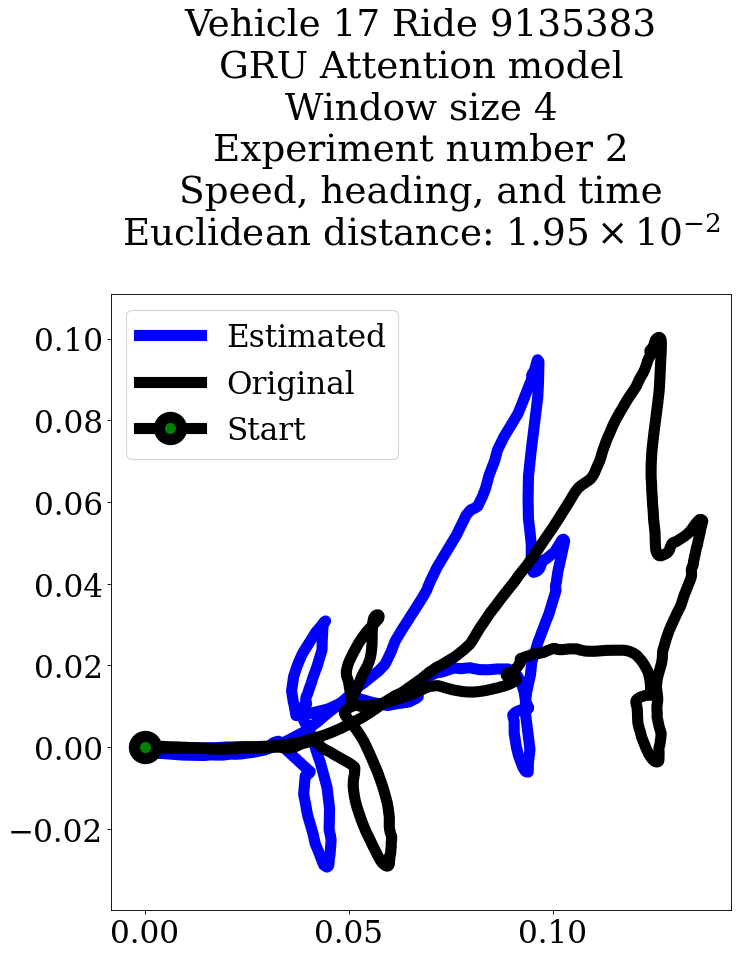 Vehicle 17 Ride 9135383
GRU Attention model
Window size 4
Experiment number 2
Speed, heading, and time
Euclidean distance: 1.95 × 10⁻²
Estimated
Original
Start
0.10
0.08
0.06
0.04
0.02
0.00
−0.02
0.00 0.05 0.10